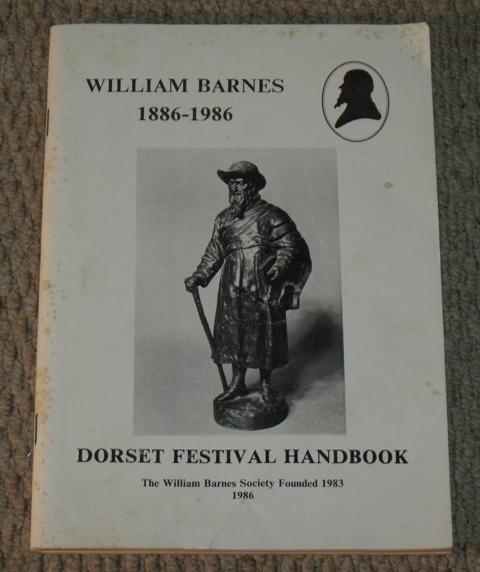 WILLIAM BARNES
1886-1986
DORSET FESTIVAL HANDBOOK
The William Barnes Society Founded 1983
1986